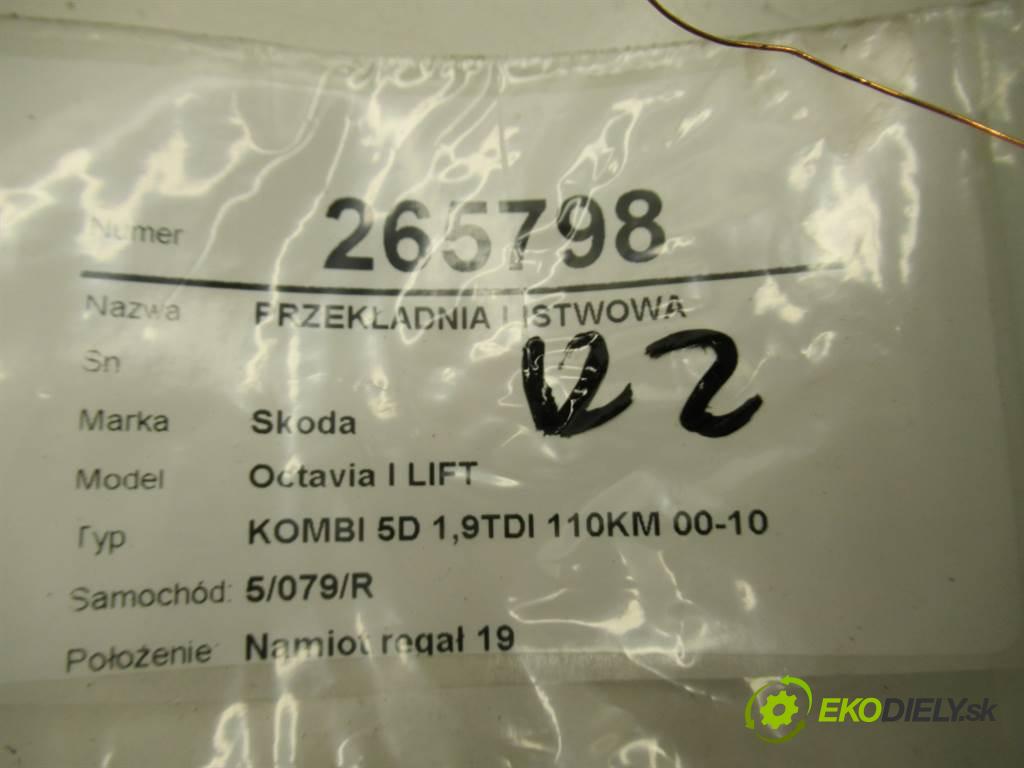 Numer 265798
Nazwa PRZEKŁADNIA LISTWOWA
Sn
Marka Skoda
Model Octavia I LIFT
Typ KOMBI 5D 1,9TDI 110KM 00-10
Samochód: 5/079/R
Położenie: Namiot regał 19
EKODIELY.sk